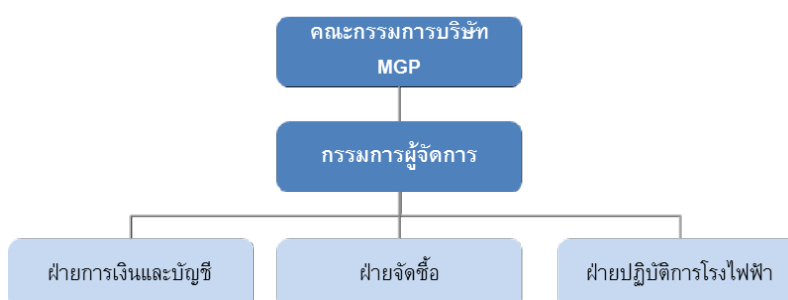 คณะกรรมการบริษัท
MGP
กรรมการผู้จัดการ
ฝ่ายการเงินและบัญชี
ฝ่ายจัดซื้อ
ฝ่ายปฏิบัติการโรงไฟฟ้า